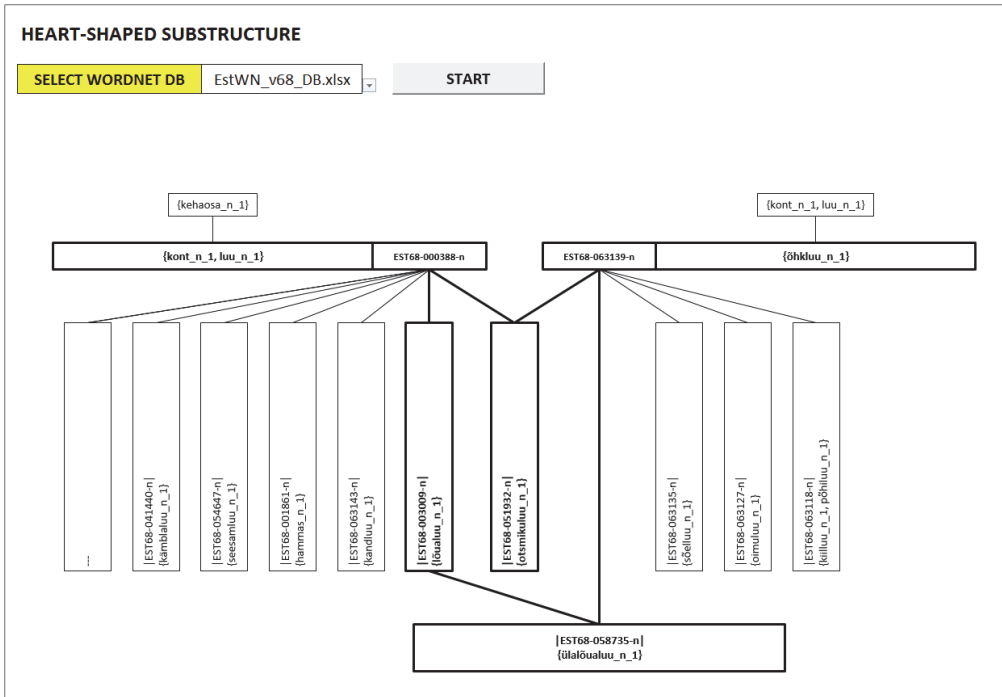 HEART-SHAPED SUBSTRUCTURE
SELECT WORDNET DB
EstWN_v68_DB.xlsx
START
{kehaosa_n_1}
{kont_n_1, luu_n_1}
{kont_n_1, luu_n_1}
EST68-000388-n
EST68-063139-n
{õhkluu_n_1}
---
|EST68-041440-n|
{kämblaluu_n_1}
|EST68-054647-n|
{seesamluu_n_1}
|EST68-001861-n|
{hammas_n_1}
|EST68-063143-n|
{kandluu_n_1}
|EST68-003009-n|
{lõualuu_n_1}
|EST68-051932-n|
{otsmikuluu_n_1}
|EST68-063135-n|
{sõelluu_n_1}
|EST68-063127-n|
{oimuluu_n_1}
|EST68-063118-n|
{kiilluu_n_1, põhiluu_n_1}
|EST68-058735-n|
{ülalõualuu_n_1}